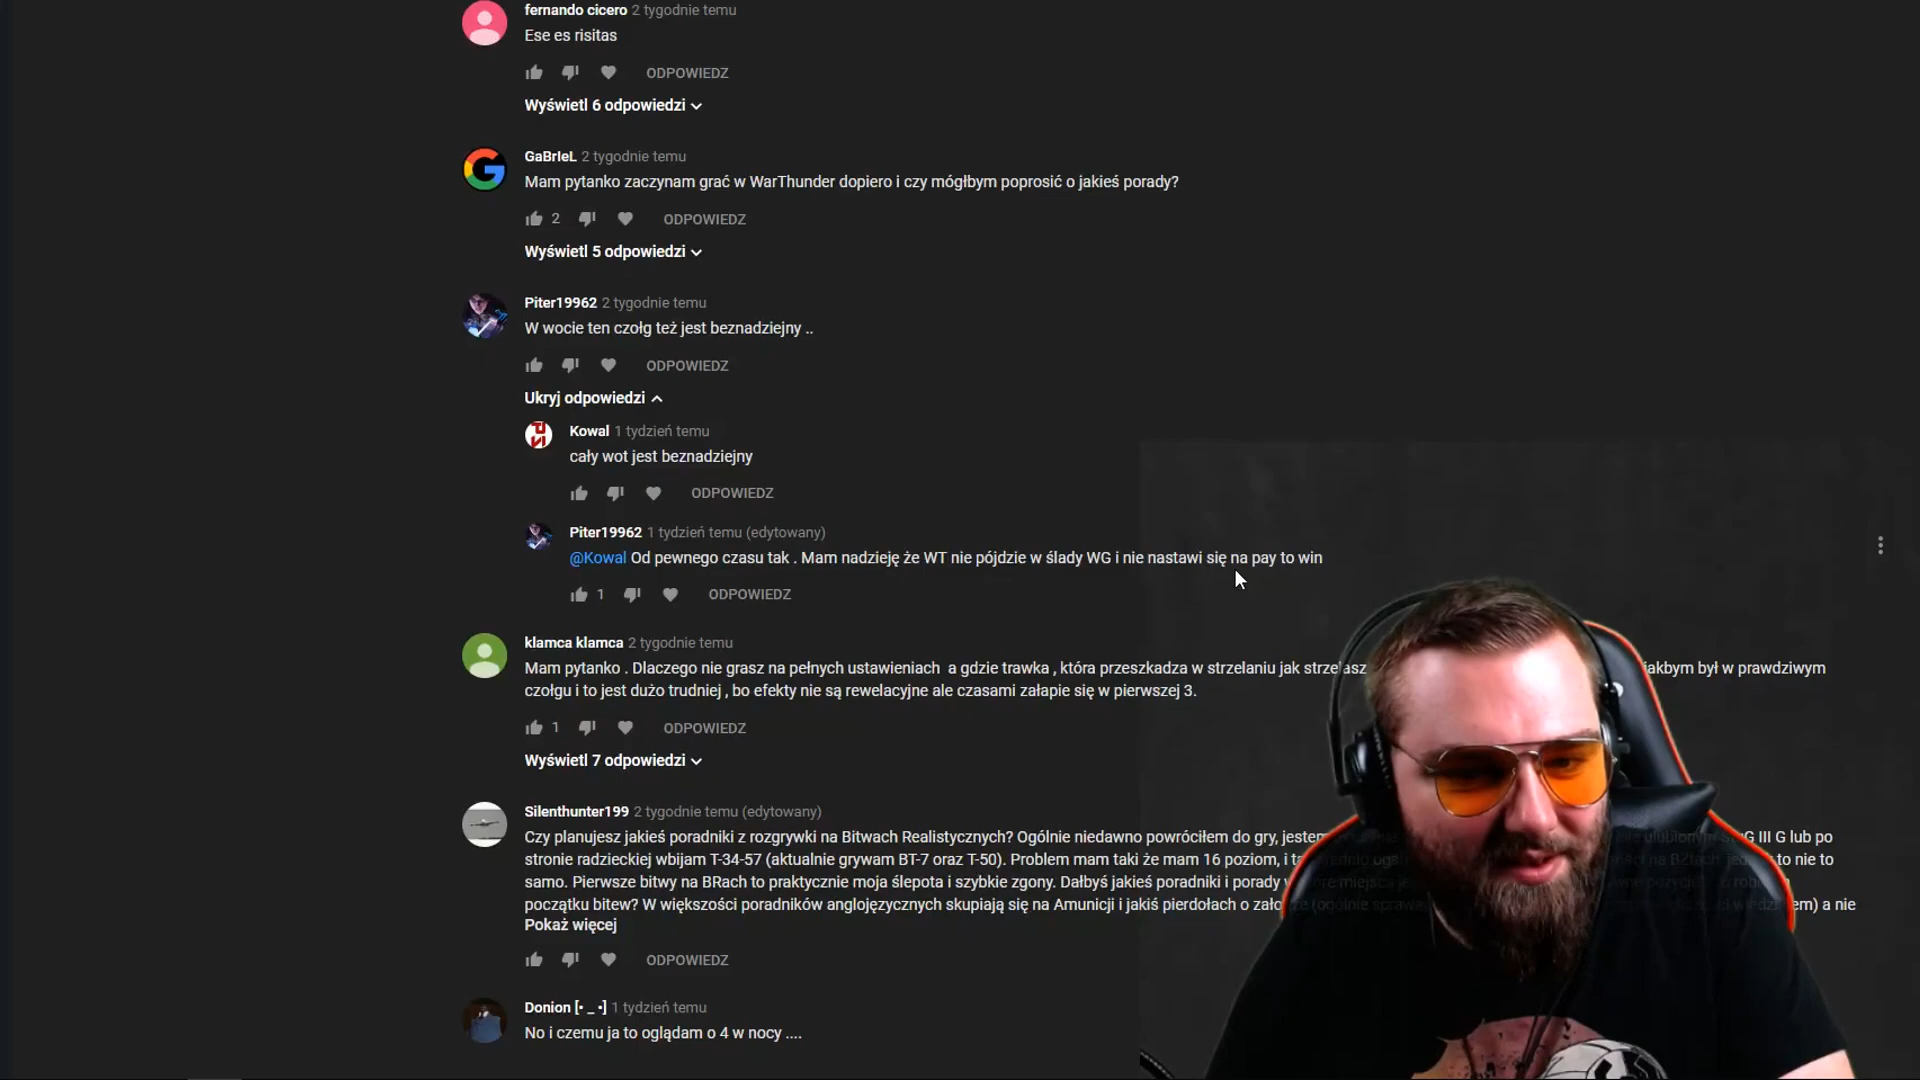 fernando cicero 2 tygodnie temu
Ese es risitas
ODPOWIEDZ
Wyświetl 6 odpowiedzi
GaBrIeL 2 tygodnie temu
Mam pytanko zaczynam grać w WarThunder dopiero i czy mógłbym poprosić o jakieś porady?
2 ODPOWIEDZ
Wyświetl 5 odpowiedzi
Piter19962 2 tygodnie temu
W wocie ten czołg też jest beznadziejny ..
ODPOWIEDZ
Ukryj odpowiedzi
Kowal 1 tydzień temu
cały wot jest beznadziejny
ODPOWIEDZ
Piter19962 1 tydzień temu (edytowany)
@Kowal Od pewnego czasu tak . Mam nadzieję że WT nie pójdzie w ślady WG i nie nastawi się na pay to win
1 ODPOWIEDZ
klamca klamca 2 tygodnie temu
Mam pytanko . Dlaczego nie grasz na pełnych ustawieniach a gdzie trawka , która przeszkadza w strzelaniu jak strzelasz jakbym był w prawdziwym
czołgu i to jest dużo trudniej , bo efekty nie są rewelacyjne ale czasami załapie się w pierwszej 3.
1 ODPOWIEDZ
Wyświetl 7 odpowiedzi
Silenthunter199 2 tygodnie temu (edytowany)
Czy planujesz jakieś poradniki z rozgrywki na Bitwach Realistycznych? Ogólnie niedawno powróciłem do gry, jestem ulubionym StuG III G lub po
stronie radzieckiej wbijam T-34-57 (aktualnie grywam BT-7 oraz T-50). Problem mam taki że mam 16 poziom, i na BZtach to nie to
samo. Pierwsze bitwy na BRach to praktycznie moja ślepota i szybkie zgony. Dałbyś jakieś poradniki i porady
początku bitew? W większości poradników anglojęzycznych skupiają się na Amunicji i jakiś pierdołach o (ogólnie a nie
Pokaż więcej
ODPOWIEDZ
Donion [• _ •] 1 tydzień temu
No i czemu ja to oglądam o 4 w nocy ....